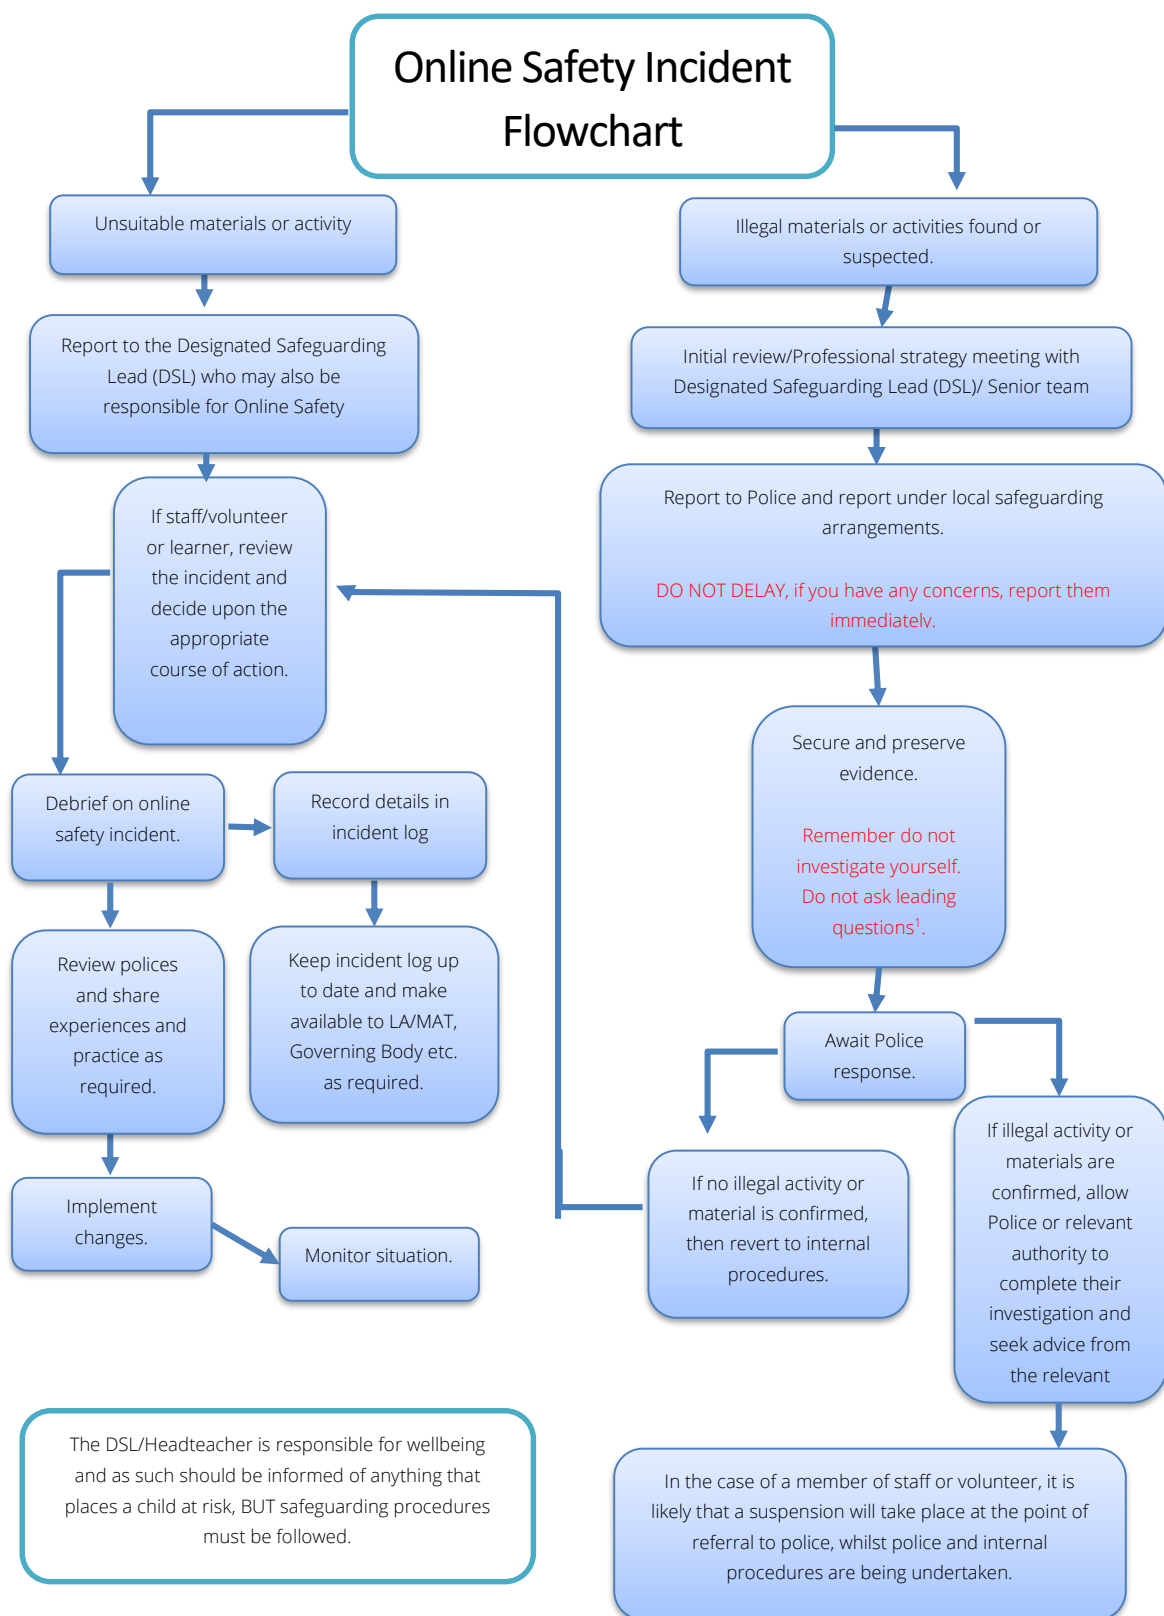 Online Safety Incident
Flowchart
Unsuitable materials or activity
Report to the Designated Safeguarding
Lead (DSL) who may also be
responsible for Online Safety
If staff/volunteer
or learner, review
the incident and
decide upon the
appropriate
course of action.
Debrief on online
safety incident.
Record details in
incident log
Review polices
and share
experiences and
practice as
required.
Keep incident log up
to date and make
available to LA/MAT,
Governing Body etc.
as required.
Implement
changes.
Monitor situation.
Illegal materials or activities found or
suspected.
Initial review/Professional strategy meeting with
Designated Safeguarding Lead (DSL)/ Senior team
Report to Police and report under local safeguarding
arrangements.
DO NOT DELAY, if you have any concerns, report them
immediately.
Secure and preserve
evidence.
Remember do not
investigate yourself.
Do not ask leading
questions¹.
Await Police
response.
If no illegal activity or
material is confirmed,
then revert to internal
procedures.
If illegal activity or
materials are
confirmed, allow
Police or relevant
authority to
complete their
investigation and
seek advice from
the relevant
In the case of a member of staff or volunteer, it is
likely that a suspension will take place at the point of
referral to police, whilst police and internal
procedures are being undertaken.
The DSL/Headteacher is responsible for wellbeing
and as such should be informed of anything that
places a child at risk, BUT safeguarding procedures
must be followed.